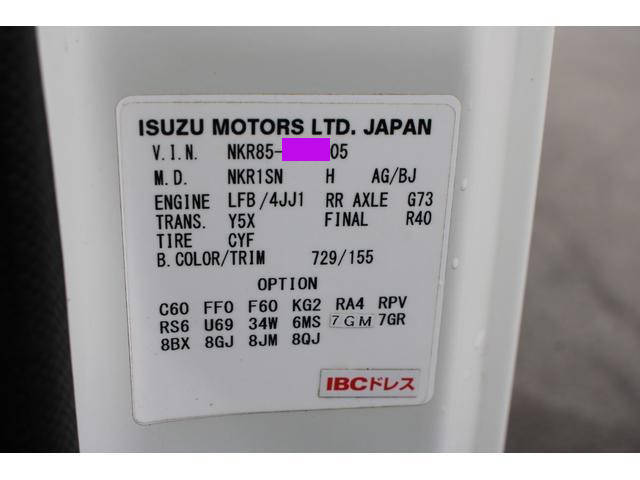 ISUZU MOTORS LTD. JAPAN
V.I.N. NKR85- 05
M.D. NKR1SN H AG/BJ
ENGINE LFB/4JJ1 RR AXLE G73
TRANS. Y5X FINAL R40
TIRE CYF
B.COLOR/TRIM 729/155
OPTION
C60 FF0 F60 KG2 RA4 RPV
RS6 U69 34W 6MS 7GM 7GR
8BX 8GJ 8JM 8QJ
IBCドレス